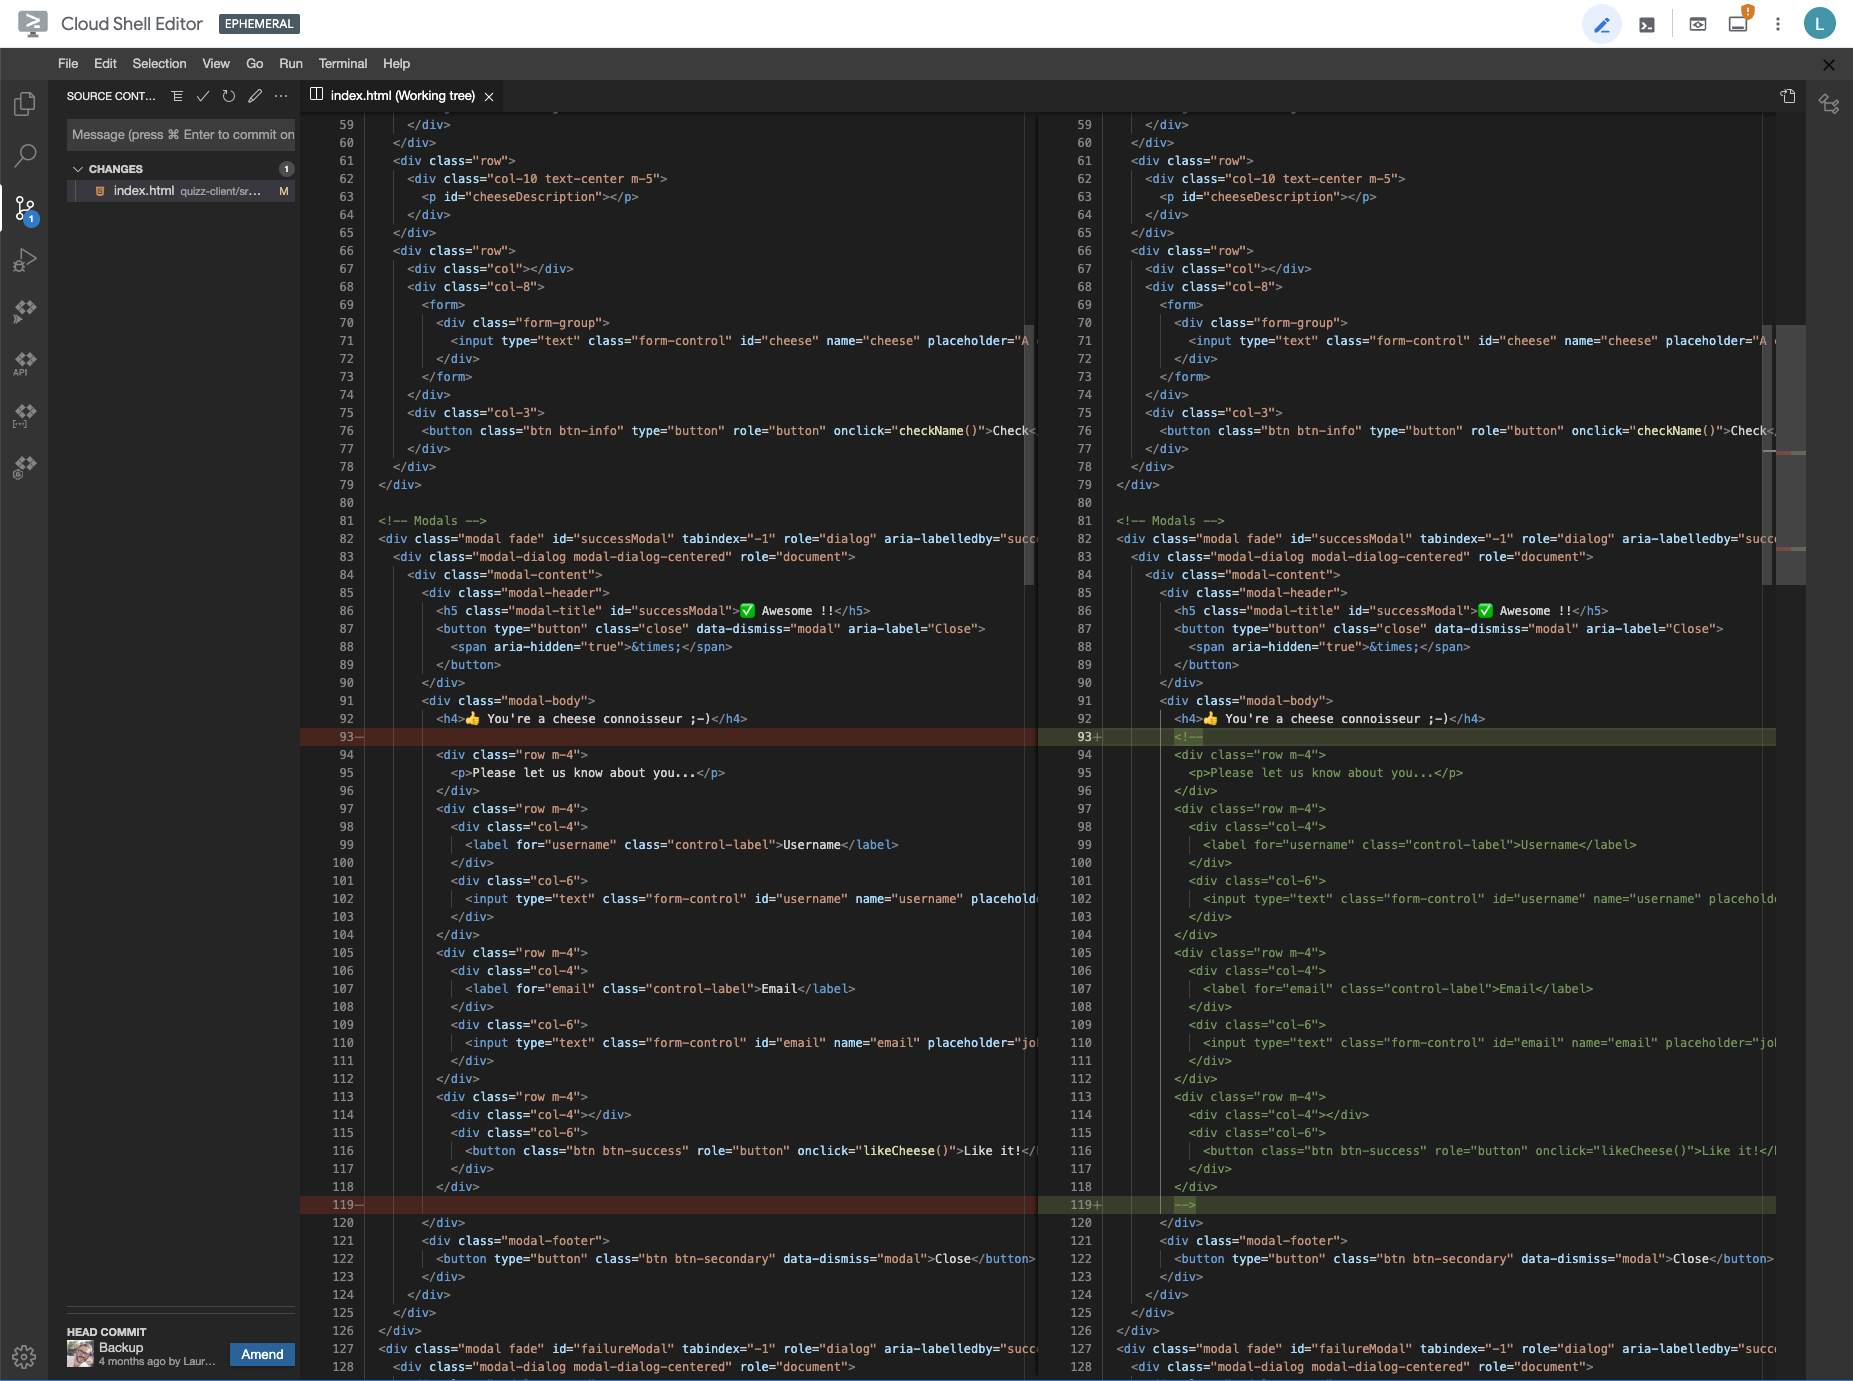 Cloud Shell Editor EPHEMERAL
L
File Edit Selection View Go Run Terminal Help
SOURCE CONT... ···
index.html (Working tree)
Message (press ⌘ Enter to commit on
CHANGES 1
index.html quizz-client/sr... M
1
API
59 </div>
60 </div>
61 <div class="row">
62 <div class="col-10 text-center m-5">
63 <p id="cheeseDescription"></p>
64 </div>
65 </div>
66 <div class="row">
67 <div class="col"></div>
68 <div class="col-8">
69 <form>
70 <div class="form-group">
71 <input type="text" class="form-control" id="cheese" name="cheese" placeholder="A
72 </div>
73 </form>
74 </div>
75 <div class="col-3">
76 <button class="btn btn-info" type="button" role="button" onclick="checkName()">Check<
77 </div>
78 </div>
79 </div>
80
81 <!-- Modals -->
82 <div class="modal fade" id="successModal" tabindex="-1" role="dialog" aria-labelledby="succ
83 <div class="modal-dialog modal-dialog-centered" role="document">
84 <div class="modal-content">
85 <div class="modal-header">
86 <h5 class="modal-title" id="successModal">✅ Awesome !!</h5>
87 <button type="button" class="close" data-dismiss="modal" aria-label="Close">
88 <span aria-hidden="true">&times;</span>
89 </button>
90 </div>
91 <div class="modal-body">
92 <h4>👍 You're a cheese connoisseur ;-)</h4>
93—
94 <div class="row m-4">
95 <p>Please let us know about you...</p>
96 </div>
97 <div class="row m-4">
98 <div class="col-4">
99 <label for="username" class="control-label">Username</label>
100 </div>
101 <div class="col-6">
102 <input type="text" class="form-control" id="username" name="username" placehold
103 </div>
104 </div>
105 <div class="row m-4">
106 <div class="col-4">
107 <label for="email" class="control-label">Email</label>
108 </div>
109 <div class="col-6">
110 <input type="text" class="form-control" id="email" name="email" placeholder="jo
111 </div>
112 </div>
113 <div class="row m-4">
114 <div class="col-4"></div>
115 <div class="col-6">
116 <button class="btn btn-success" role="button" onclick="likeCheese()">Like it!</
117 </div>
118 </div>
119—
120 </div>
121 <div class="modal-footer">
122 <button type="button" class="btn btn-secondary" data-dismiss="modal">Close</button>
123 </div>
124 </div>
125 </div>
126 </div>
127 <div class="modal fade" id="failureModal" tabindex="-1" role="dialog" aria-labelledby="succ
128 <div class="modal-dialog modal-dialog-centered" role="document">
59 </div>
60 </div>
61 <div class="row">
62 <div class="col-10 text-center m-5">
63 <p id="cheeseDescription"></p>
64 </div>
65 </div>
66 <div class="row">
67 <div class="col"></div>
68 <div class="col-8">
69 <form>
70 <div class="form-group">
71 <input type="text" class="form-control" id="cheese" name="cheese" placeholder="A
72 </div>
73 </form>
74 </div>
75 <div class="col-3">
76 <button class="btn btn-info" type="button" role="button" onclick="checkName()">Check<
77 </div>
78 </div>
79 </div>
80
81 <!-- Modals -->
82 <div class="modal fade" id="successModal" tabindex="-1" role="dialog" aria-labelledby="succ
83 <div class="modal-dialog modal-dialog-centered" role="document">
84 <div class="modal-content">
85 <div class="modal-header">
86 <h5 class="modal-title" id="successModal">✅ Awesome !!</h5>
87 <button type="button" class="close" data-dismiss="modal" aria-label="Close">
88 <span aria-hidden="true">&times;</span>
89 </button>
90 </div>
91 <div class="modal-body">
92 <h4>👍 You're a cheese connoisseur ;-)</h4>
93+ <!--
94 <div class="row m-4">
95 <p>Please let us know about you...</p>
96 </div>
97 <div class="row m-4">
98 <div class="col-4">
99 <label for="username" class="control-label">Username</label>
100 </div>
101 <div class="col-6">
102 <input type="text" class="form-control" id="username" name="username" placehold
103 </div>
104 </div>
105 <div class="row m-4">
106 <div class="col-4">
107 <label for="email" class="control-label">Email</label>
108 </div>
109 <div class="col-6">
110 <input type="text" class="form-control" id="email" name="email" placeholder="jo
111 </div>
112 </div>
113 <div class="row m-4">
114 <div class="col-4"></div>
115 <div class="col-6">
116 <button class="btn btn-success" role="button" onclick="likeCheese()">Like it!</
117 </div>
118 </div>
119+ -->
120 </div>
121 <div class="modal-footer">
122 <button type="button" class="btn btn-secondary" data-dismiss="modal">Close</button>
123 </div>
124 </div>
125 </div>
126 </div>
127 <div class="modal fade" id="failureModal" tabindex="-1" role="dialog" aria-labelledby="succ
128 <div class="modal-dialog modal-dialog-centered" role="document">
HEAD COMMIT
Backup
4 months ago by Laur...
Amend